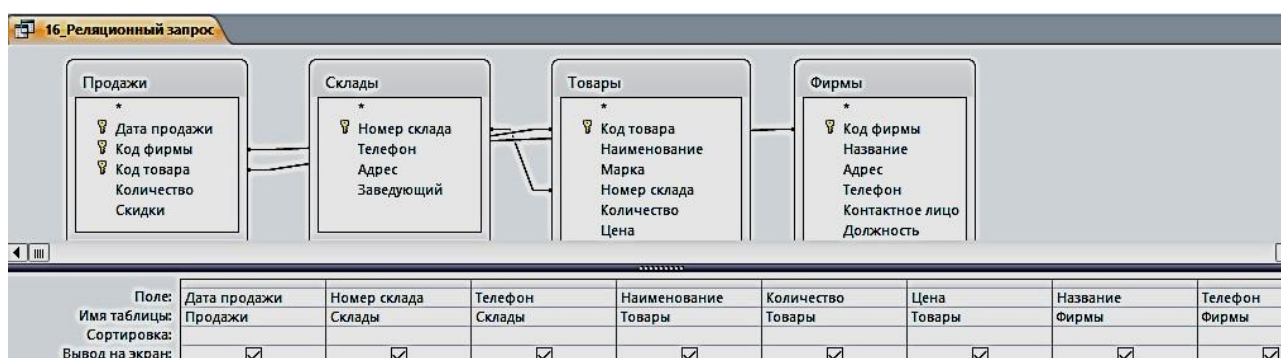 16_Реляционный запрос
Продажи
*
Дата продажи
Код фирмы
Код товара
Количество
Скидки
Склады
*
Номер склада
Телефон
Адрес
Заведующий
Товары
*
Код товара
Наименование
Марка
Номер склада
Количество
Цена
Фирмы
*
Код фирмы
Название
Адрес
Телефон
Контактное лицо
Должность
Поле: Дата продажи Номер склада Телефон Наименование Количество Цена Название Телефон
Имя таблицы: Продажи Склады Склады Товары Товары Товары Фирмы Фирмы
Сортировка:
Вывод на экран: